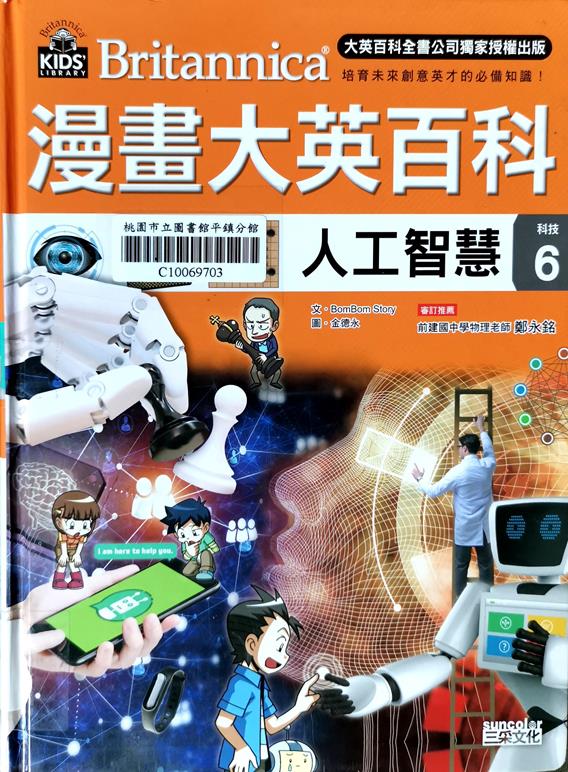 Britannica
KIDS'
LIBRARY
Britannica®
大英百科全書公司獨家授權出版
培育未來創意英才的必備知識！
漫畫大英百科
桃園市立圖書館平鎮分館
C10069703
人工智慧
科技
6
文・BomBom Story
圖・金德永
審訂推薦
前建國中學物理老師 鄭永銘
I am here to help you.
suncolor
三采文化